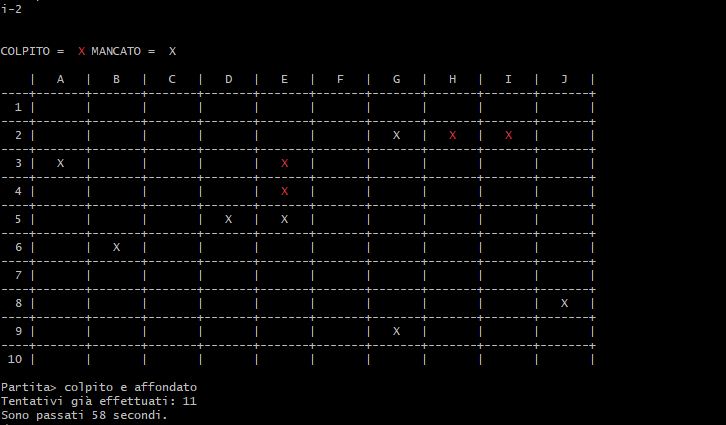 i-2
COLPITO =  X MANCATO =  X
    |   A   |   B   |   C   |   D   |   E   |   F   |   G   |   H   |   I   |   J   |
----+-------+-------+-------+-------+-------+-------+-------+-------+-------+-------+
  1 |       |       |       |       |       |       |       |       |       |       |
----+-------+-------+-------+-------+-------+-------+-------+-------+-------+-------+
  2 |       |       |       |       |       |       |   X   |   X   |   X   |       |
----+-------+-------+-------+-------+-------+-------+-------+-------+-------+-------+
  3 |   X   |       |       |       |   X   |       |       |       |       |       |
----+-------+-------+-------+-------+-------+-------+-------+-------+-------+-------+
  4 |       |       |       |       |   X   |       |       |       |       |       |
----+-------+-------+-------+-------+-------+-------+-------+-------+-------+-------+
  5 |       |       |       |   X   |   X   |       |       |       |       |       |
----+-------+-------+-------+-------+-------+-------+-------+-------+-------+-------+
  6 |       |   X   |       |       |       |       |       |       |       |       |
----+-------+-------+-------+-------+-------+-------+-------+-------+-------+-------+
  7 |       |       |       |       |       |       |       |       |       |       |
----+-------+-------+-------+-------+-------+-------+-------+-------+-------+-------+
  8 |       |       |       |       |       |       |       |       |       |   X   |
----+-------+-------+-------+-------+-------+-------+-------+-------+-------+-------+
  9 |       |       |       |       |       |       |   X   |       |       |       |
----+-------+-------+-------+-------+-------+-------+-------+-------+-------+-------+
 10 |       |       |       |       |       |       |       |       |       |       |
Partita> colpito e affondato
Tentativi già effettuati: 11
Sono passati 58 secondi.